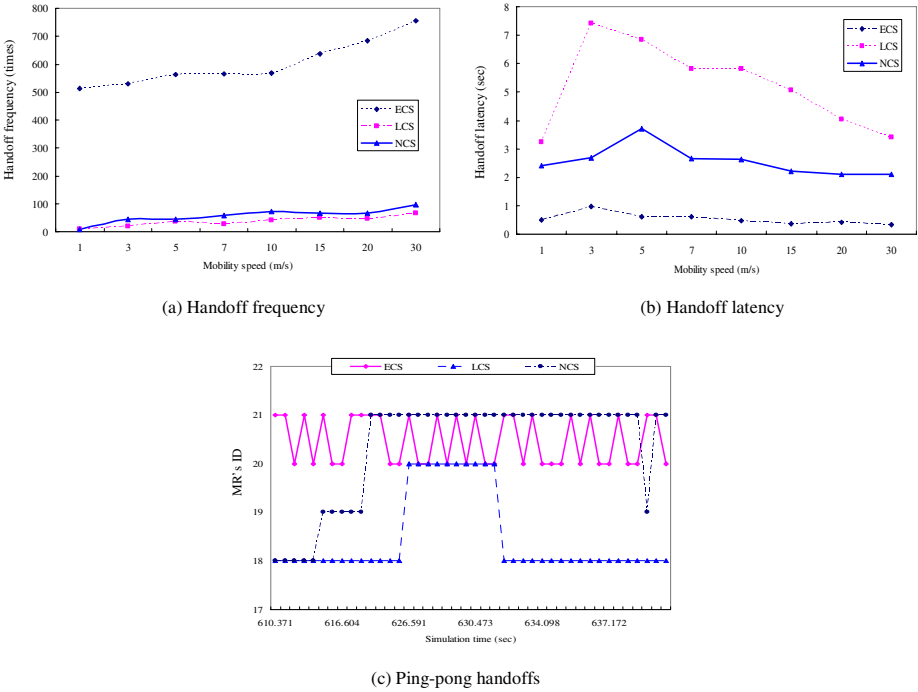 800
700
600
500
400
300
200
100
0
Handoff frequency (times)
ECS
LCS
NCS
1 3 5 7 10 15 20 30
Mobility speed (m/s)
(a) Handoff frequency
8
7
6
5
4
3
2
1
0
Handoff latency (sec)
ECS
LCS
NCS
1 3 5 7 10 15 20 30
Mobility speed (m/s)
(b) Handoff latency
22
21
20
19
18
17
MR's ID
ECS LCS NCS
610.371 616.604 626.591 630.473 634.098 637.172
Simulation time (sec)
(c) Ping-pong handoffs